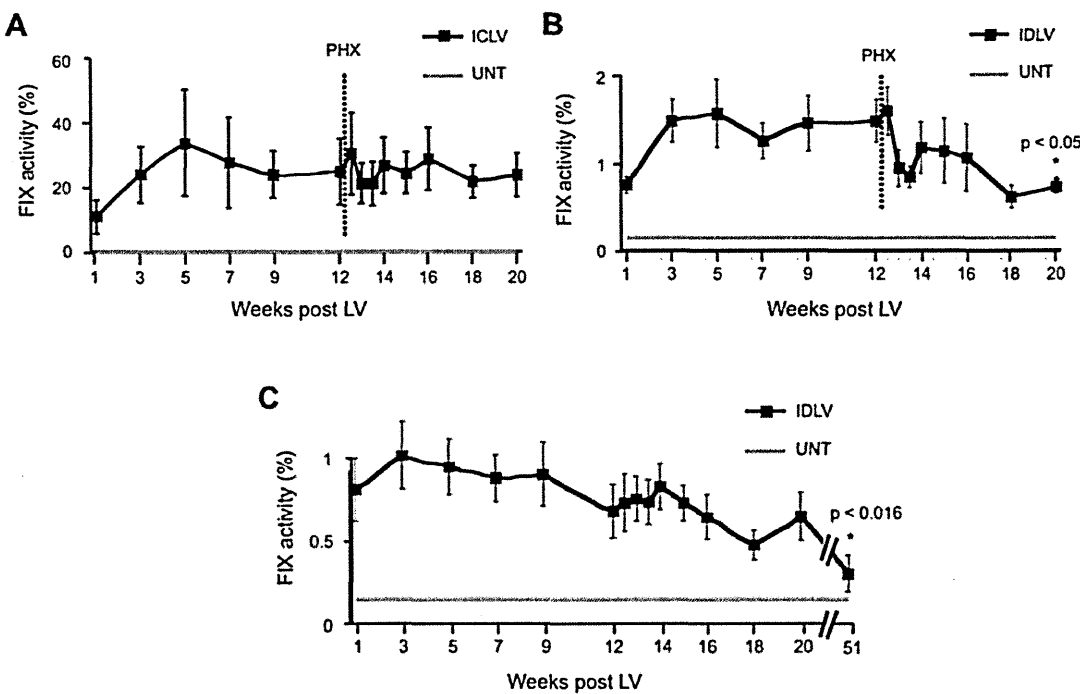 A
ICLV
UNT
PHX
60
40
20
0
FIX activity (%)
1 3 5 7 9 12 14 16 18 20
Weeks post LV
B
IDLV
UNT
PHX
p < 0.05
*
2
1
0
FIX activity (%)
1 3 5 7 9 12 14 16 18 20
Weeks post LV
C
IDLV
UNT
p < 0.016
*
1
0.5
0
FIX activity (%)
1 3 5 7 9 12 14 16 18 20 51
Weeks post LV